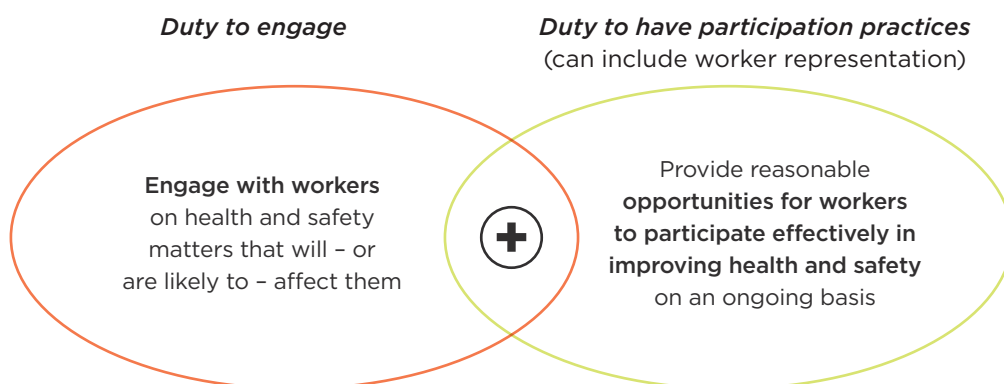 Duty to engage
Duty to have participation practices
(can include worker representation)
Engage with workers
on health and safety
matters that will – or
are likely to – affect them
Provide reasonable
opportunities for workers
to participate effectively in
improving health and safety
on an ongoing basis